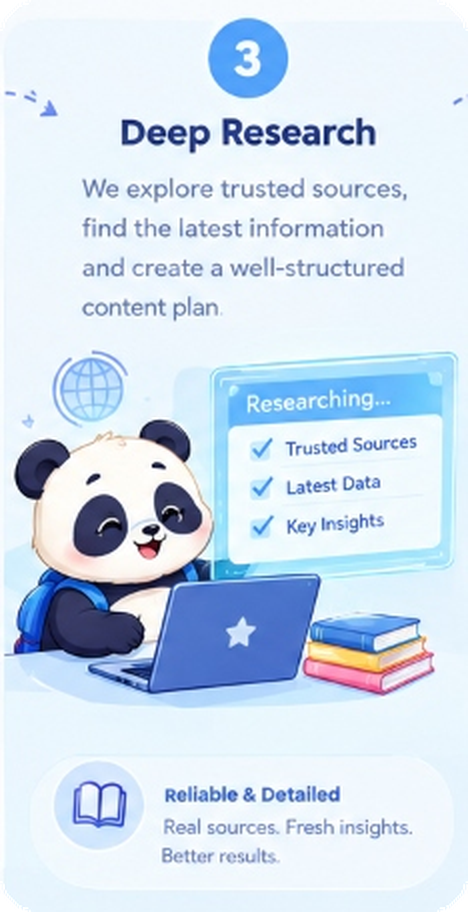 3
Deep Research
We explore trusted sources,
find the latest information
and create a well-structured
content plan.
Researching...
Trusted Sources
Latest Data
Key Insights
Reliable & Detailed
Real sources. Fresh insights.
Better results.